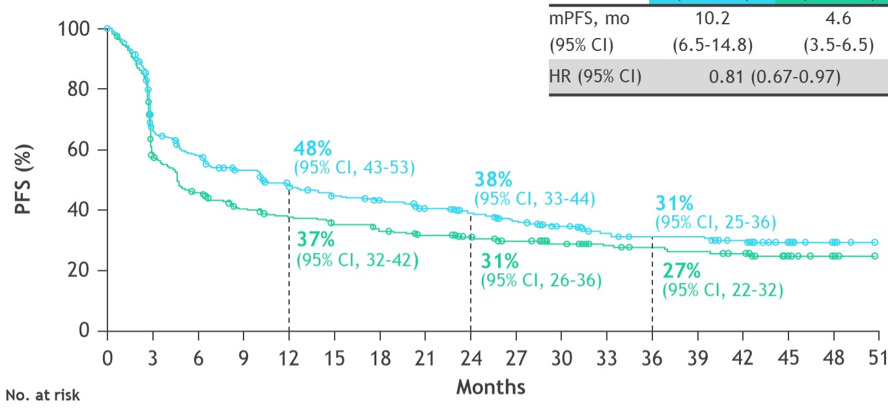 mPFS, mo 10.2 4.6
(95% CI) (6.5-14.8) (3.5-6.5)
HR (95% CI) 0.81 (0.67-0.97)
PFS (%)
100
80
60
40
20
0
48%
(95% CI, 43-53)
38%
(95% CI, 33-44)
31%
(95% CI, 25-36)
37%
(95% CI, 32-42)
31%
(95% CI, 26-36)
27%
(95% CI, 22-32)
0 3 6 9 12 15 18 21 24 27 30 33 36 39 42 45 48 51
Months
No. at risk